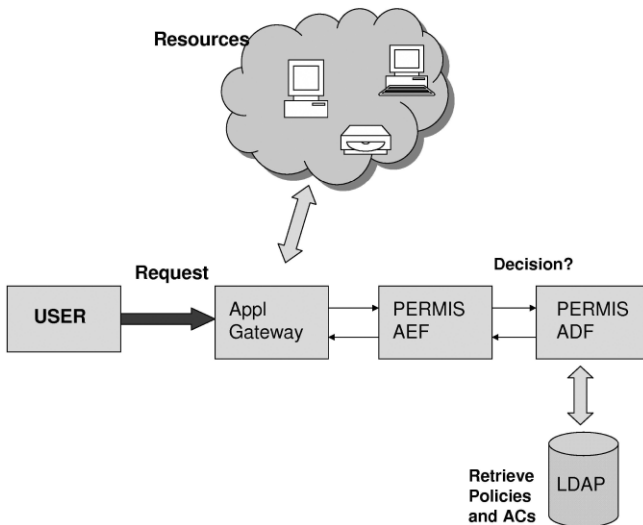 Resources
Request
Decision?
USER
Appl
Gateway
PERMIS
AEF
PERMIS
ADF
LDAP
Retrieve
Policies
and ACs